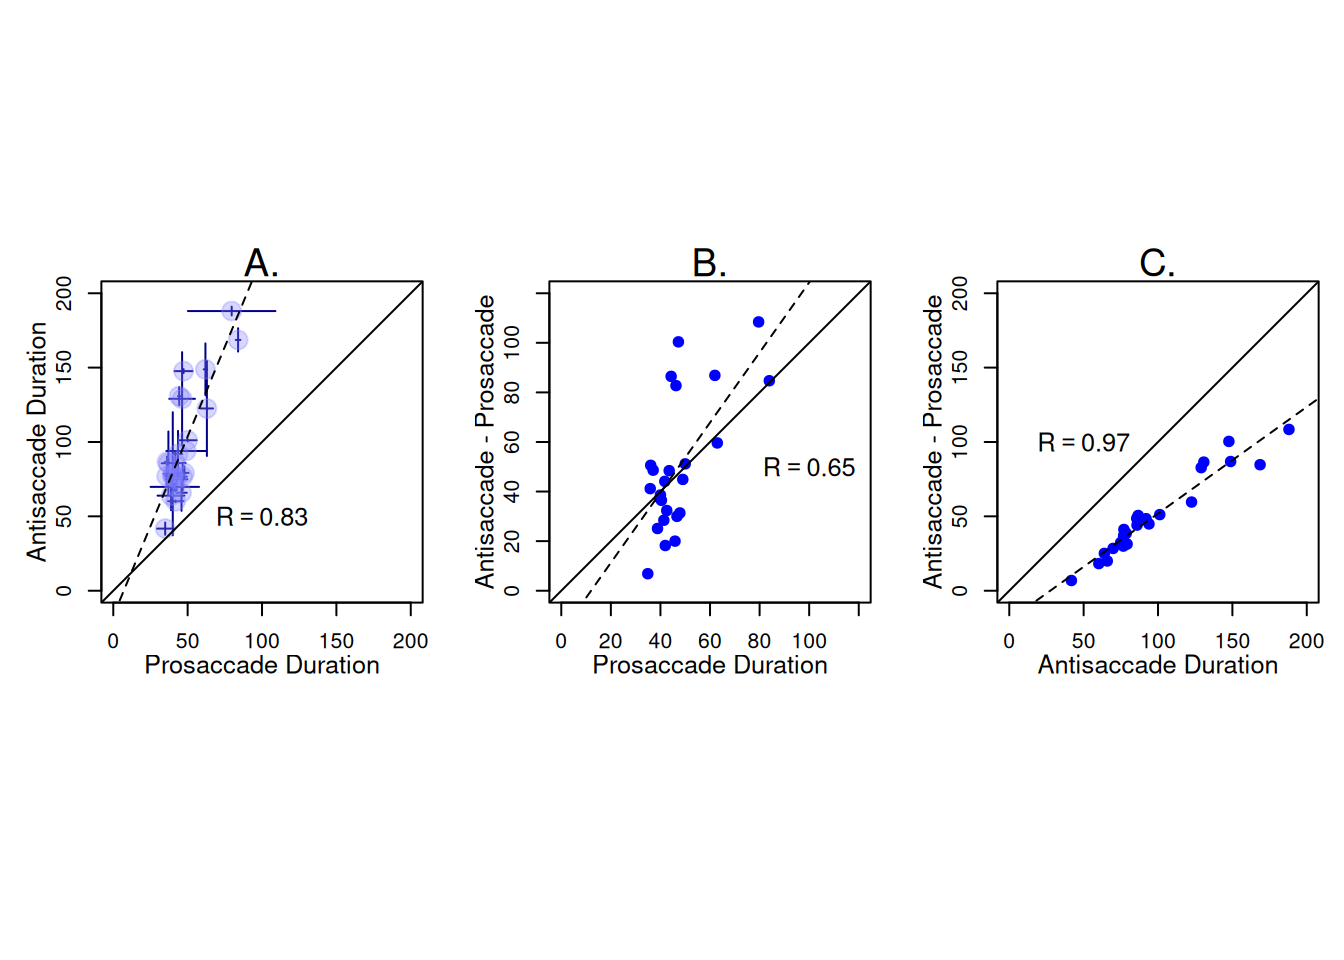 A.
Antisaccade Duration
0 50 100 150 200
R = 0.83
0 50 100 150 200
Prosaccade Duration
B.
Antisaccade - Prosaccade
0 20 40 60 80 100
R = 0.65
0 20 40 60 80 100
Prosaccade Duration
C.
Antisaccade - Prosaccade
0 50 100 150 200
R = 0.97
0 50 100 150 200
Antisaccade Duration